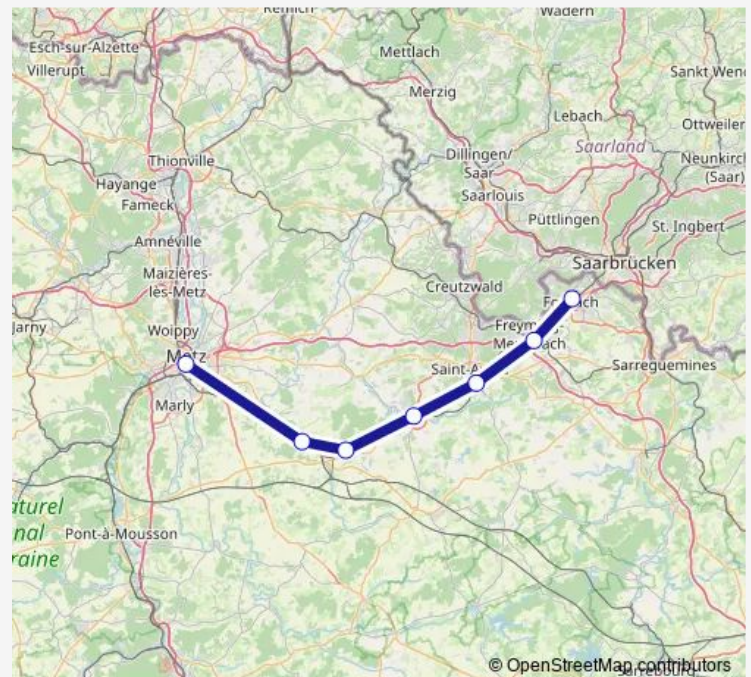 Remich
Wadern
Esch-sur-Alzette
Mettlach
Villerupt
Sankt Wend
Merzig
Lebach
Ottweiler
Thionville
Dillingen/
Saar
Saarland
Neunkirch
(Saar)
Hayange
Saarlouis
Fameck
Püttlingen
St. Ingbert
Amnéville
Saarbrücken
Maizières-
lès-Metz
Creutzwald
Jarny
Woippy
Metz
Saint-A
Sarreguemines
Marly
aturel
nal
raine
Pont-à-Mousson
© OpenStreetMap contributors